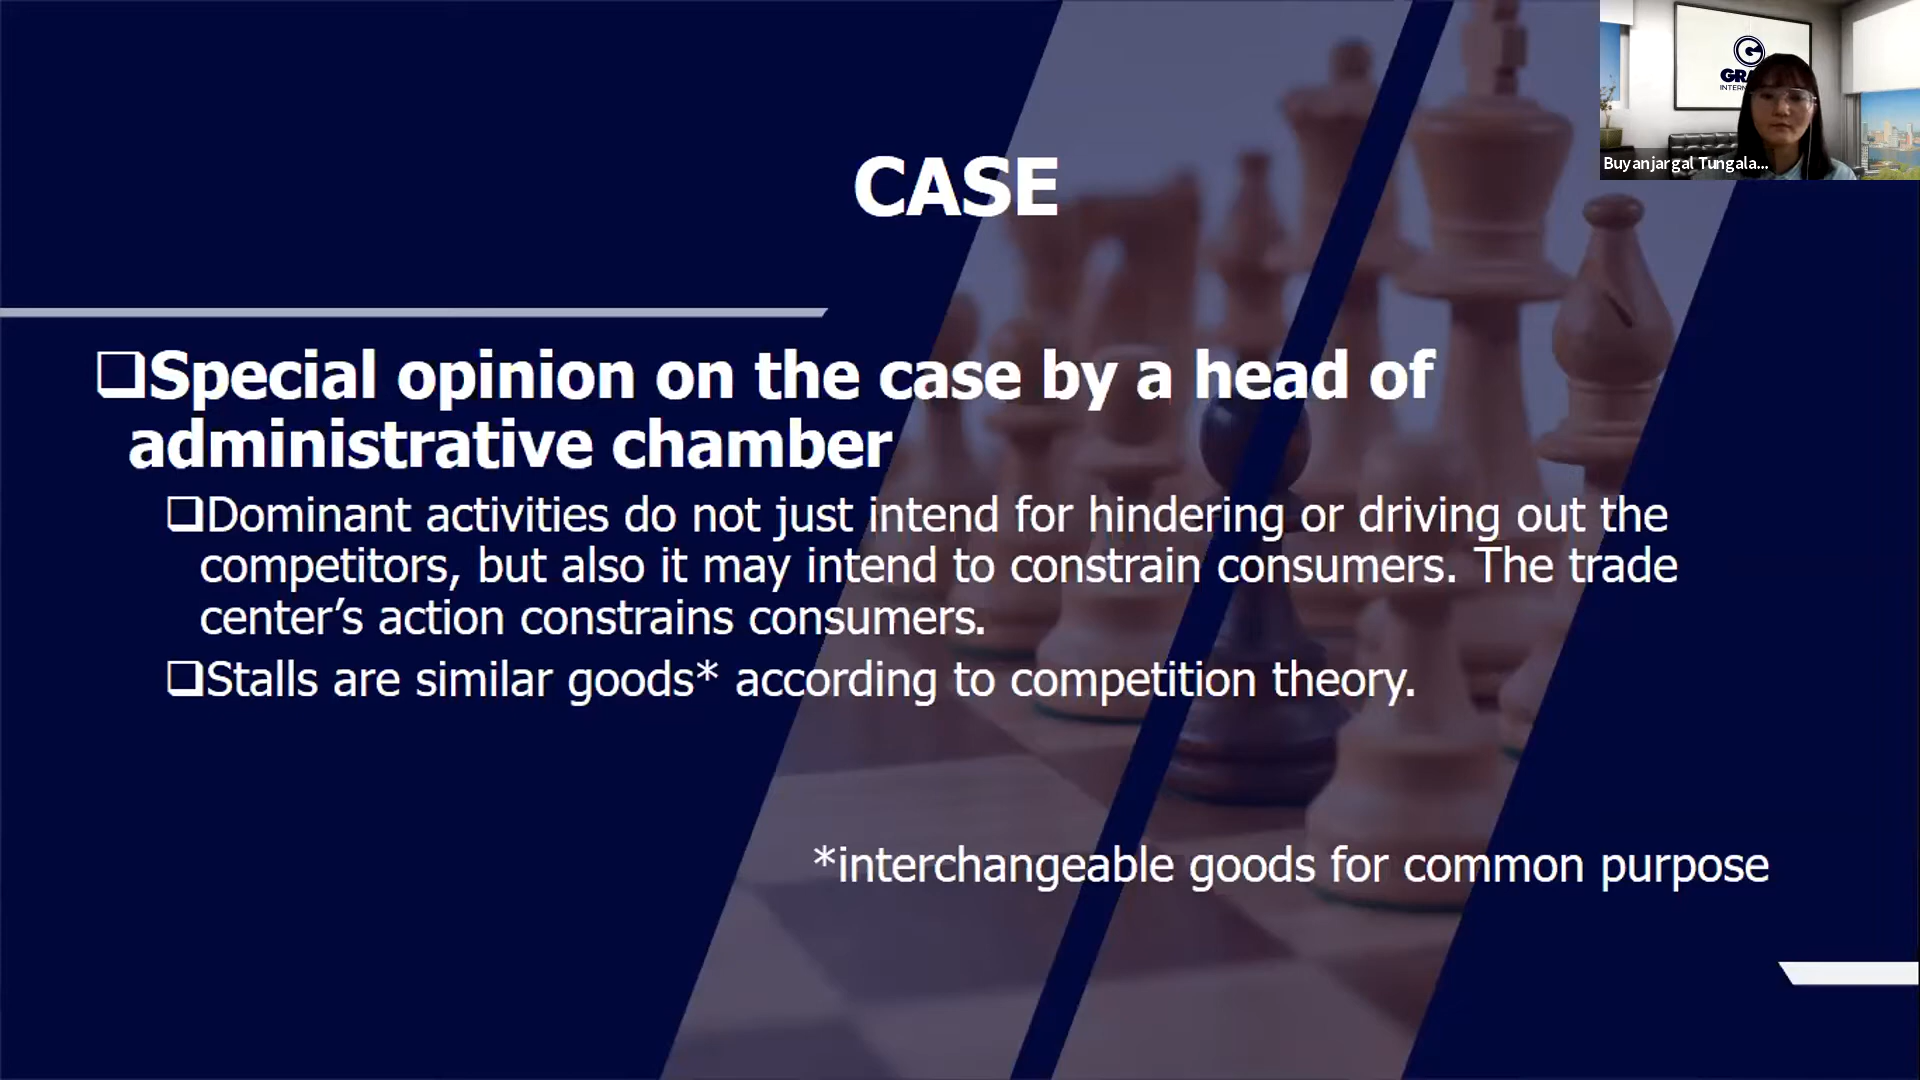 CASE
❑Special opinion on the case by a head of
administrative chamber
❑Dominant activities do not just intend for hindering or driving out the
competitors, but also it may intend to constrain consumers. The trade
center’s action constrains consumers.
❑Stalls are similar goods* according to competition theory.
*interchangeable goods for common purpose
G
GRA
INTERN
Buyanjargal Tungala...